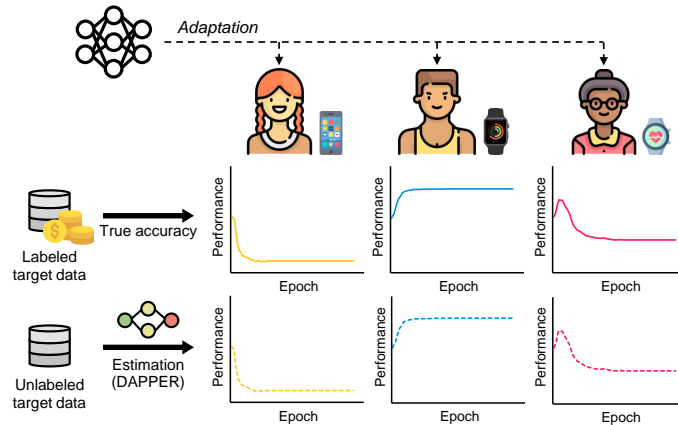 Adaptation
Performance
Performance
Performance
$
True accuracy
Labeled
target data
Epoch
Epoch
Epoch
Performance
Performance
Performance
Estimation
(DAPPER)
Unlabeled
target data
Epoch
Epoch
Epoch